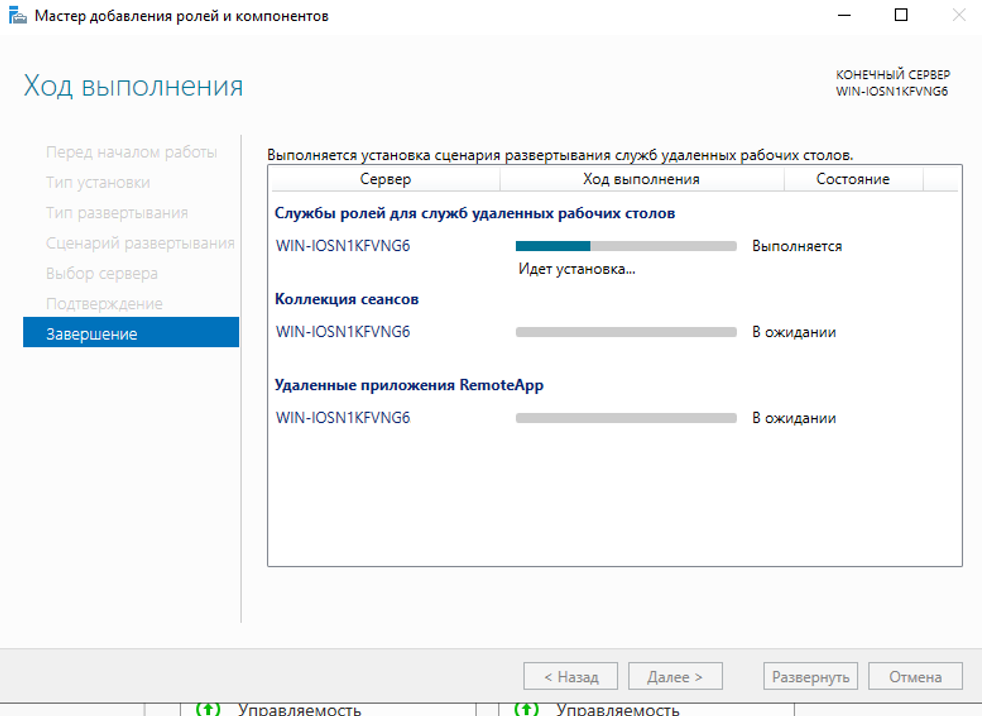 Мастер добавления ролей и компонентов
Ход выполнения
КОНЕЧНЫЙ СЕРВЕР
WIN-IOSN1KFVNG6
Перед началом работы
Тип установки
Тип развертывания
Сценарий развертывания
Выбор сервера
Подтверждение
Завершение
Выполняется установка сценария развертывания служб удаленных рабочих столов.
Сервер Ход выполнения Состояние
Службы ролей для служб удаленных рабочих столов
WIN-IOSN1KFVNG6 Выполняется
Идет установка...
Коллекция сеансов
WIN-IOSN1KFVNG6 В ожидании
Удаленные приложения RemoteApp
WIN-IOSN1KFVNG6 В ожидании
< Назад Далее > Развернуть Отмена
Управляемость Управляемость